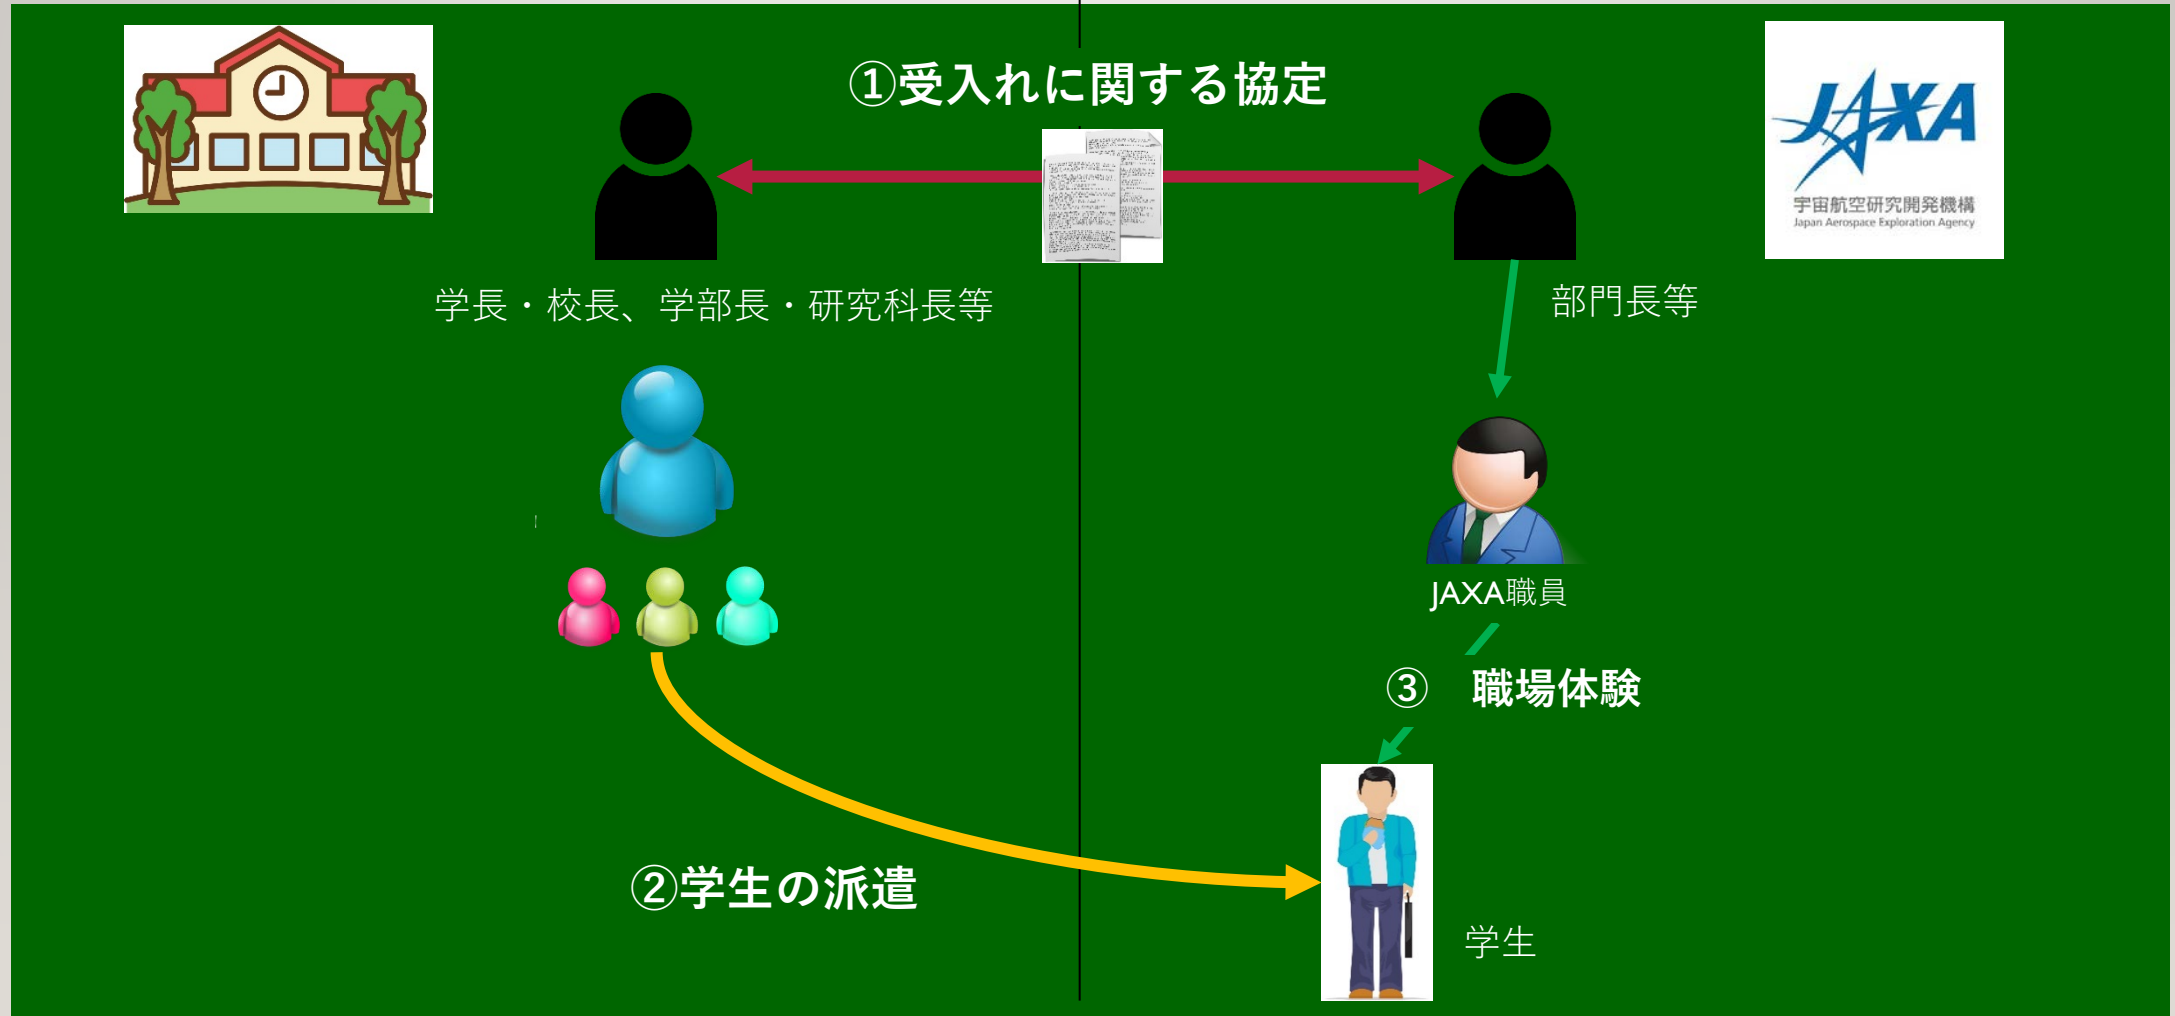 ①受入れに関する協定
JAXA
宇宙航空研究開発機構
Japan Aerospace Exploration Agency
学長・校長、学部長・研究科長等
部門長等
JAXA職員
③　職場体験
②学生の派遣
学生